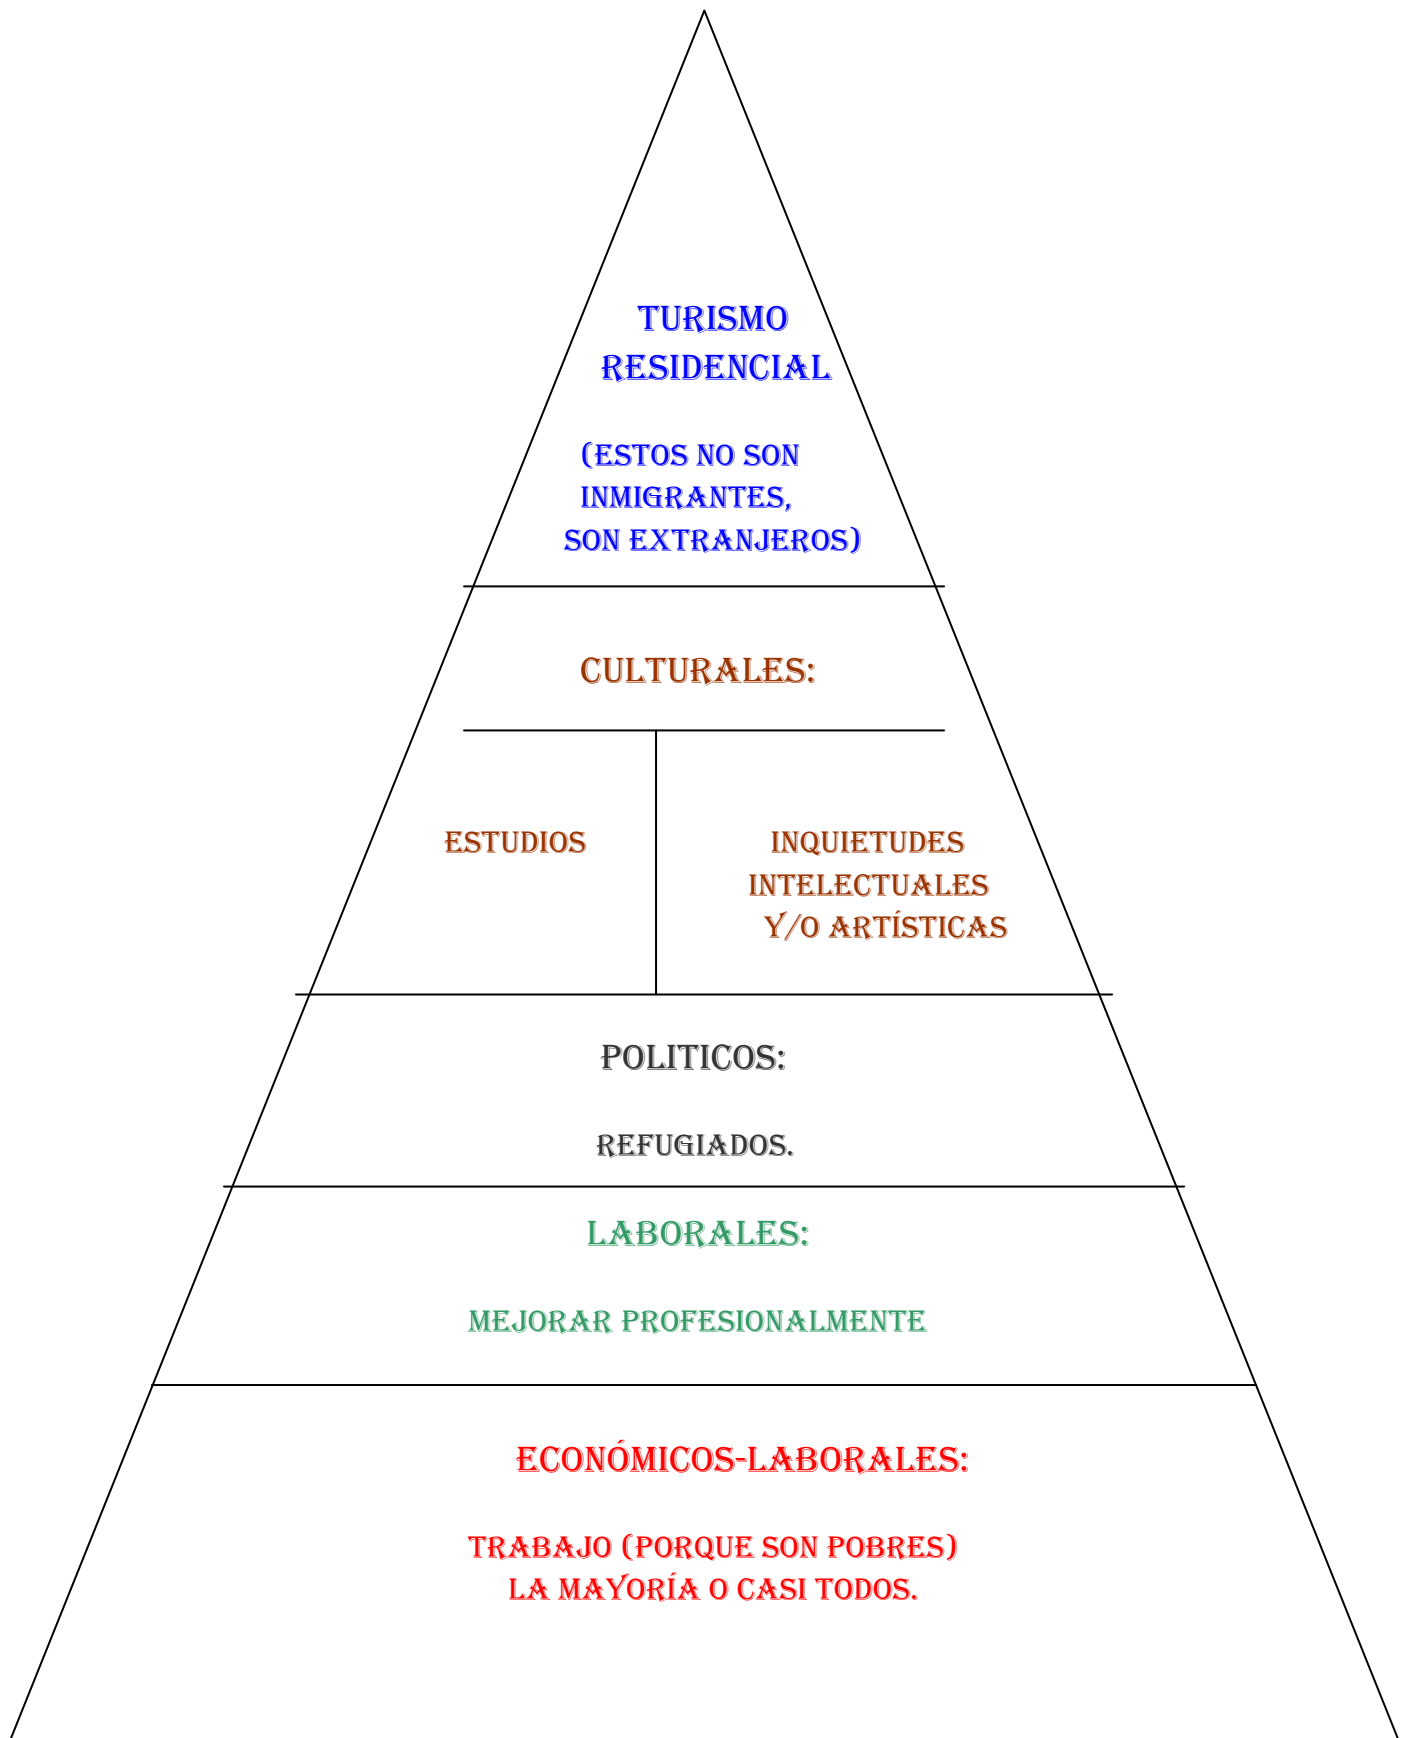 TURISMO
RESIDENCIAL
(ESTOS NO SON
INMIGRANTES,
SON EXTRANJEROS)
CULTURALES:
ESTUDIOS
INQUIETUDES
INTELECTUALES
Y/O ARTÍSTICAS
POLITICOS:
REFUGIADOS.
LABORALES:
MEJORAR PROFESIONALMENTE
ECONÓMICOS-LABORALES:
TRABAJO (PORQUE SON POBRES)
LA MAYORÍA O CASI TODOS.